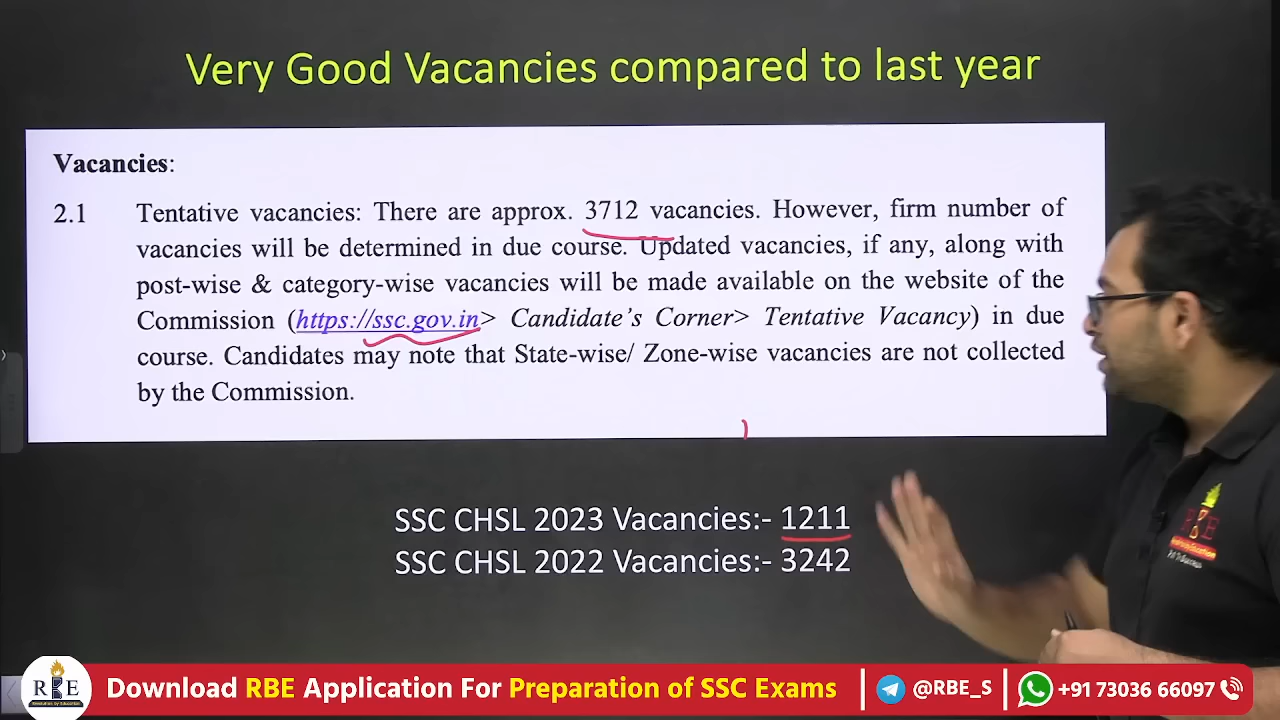 Very Good Vacancies compared to last year
Vacancies:
2.1 Tentative vacancies: There are approx. 3712 vacancies. However, firm number of
vacancies will be determined in due course. Updated vacancies, if any, along with
post-wise & category-wise vacancies will be made available on the website of the
Commission (https://ssc.gov.in> Candidate's Corner> Tentative Vacancy) in due
course. Candidates may note that State-wise/ Zone-wise vacancies are not collected
by the Commission.
SSC CHSL 2023 Vacancies:- 1211
SSC CHSL 2022 Vacancies:- 3242
RBE
RBE
Download RBE Application For Preparation of SSC Exams
@RBE_S
+91 73036 66097